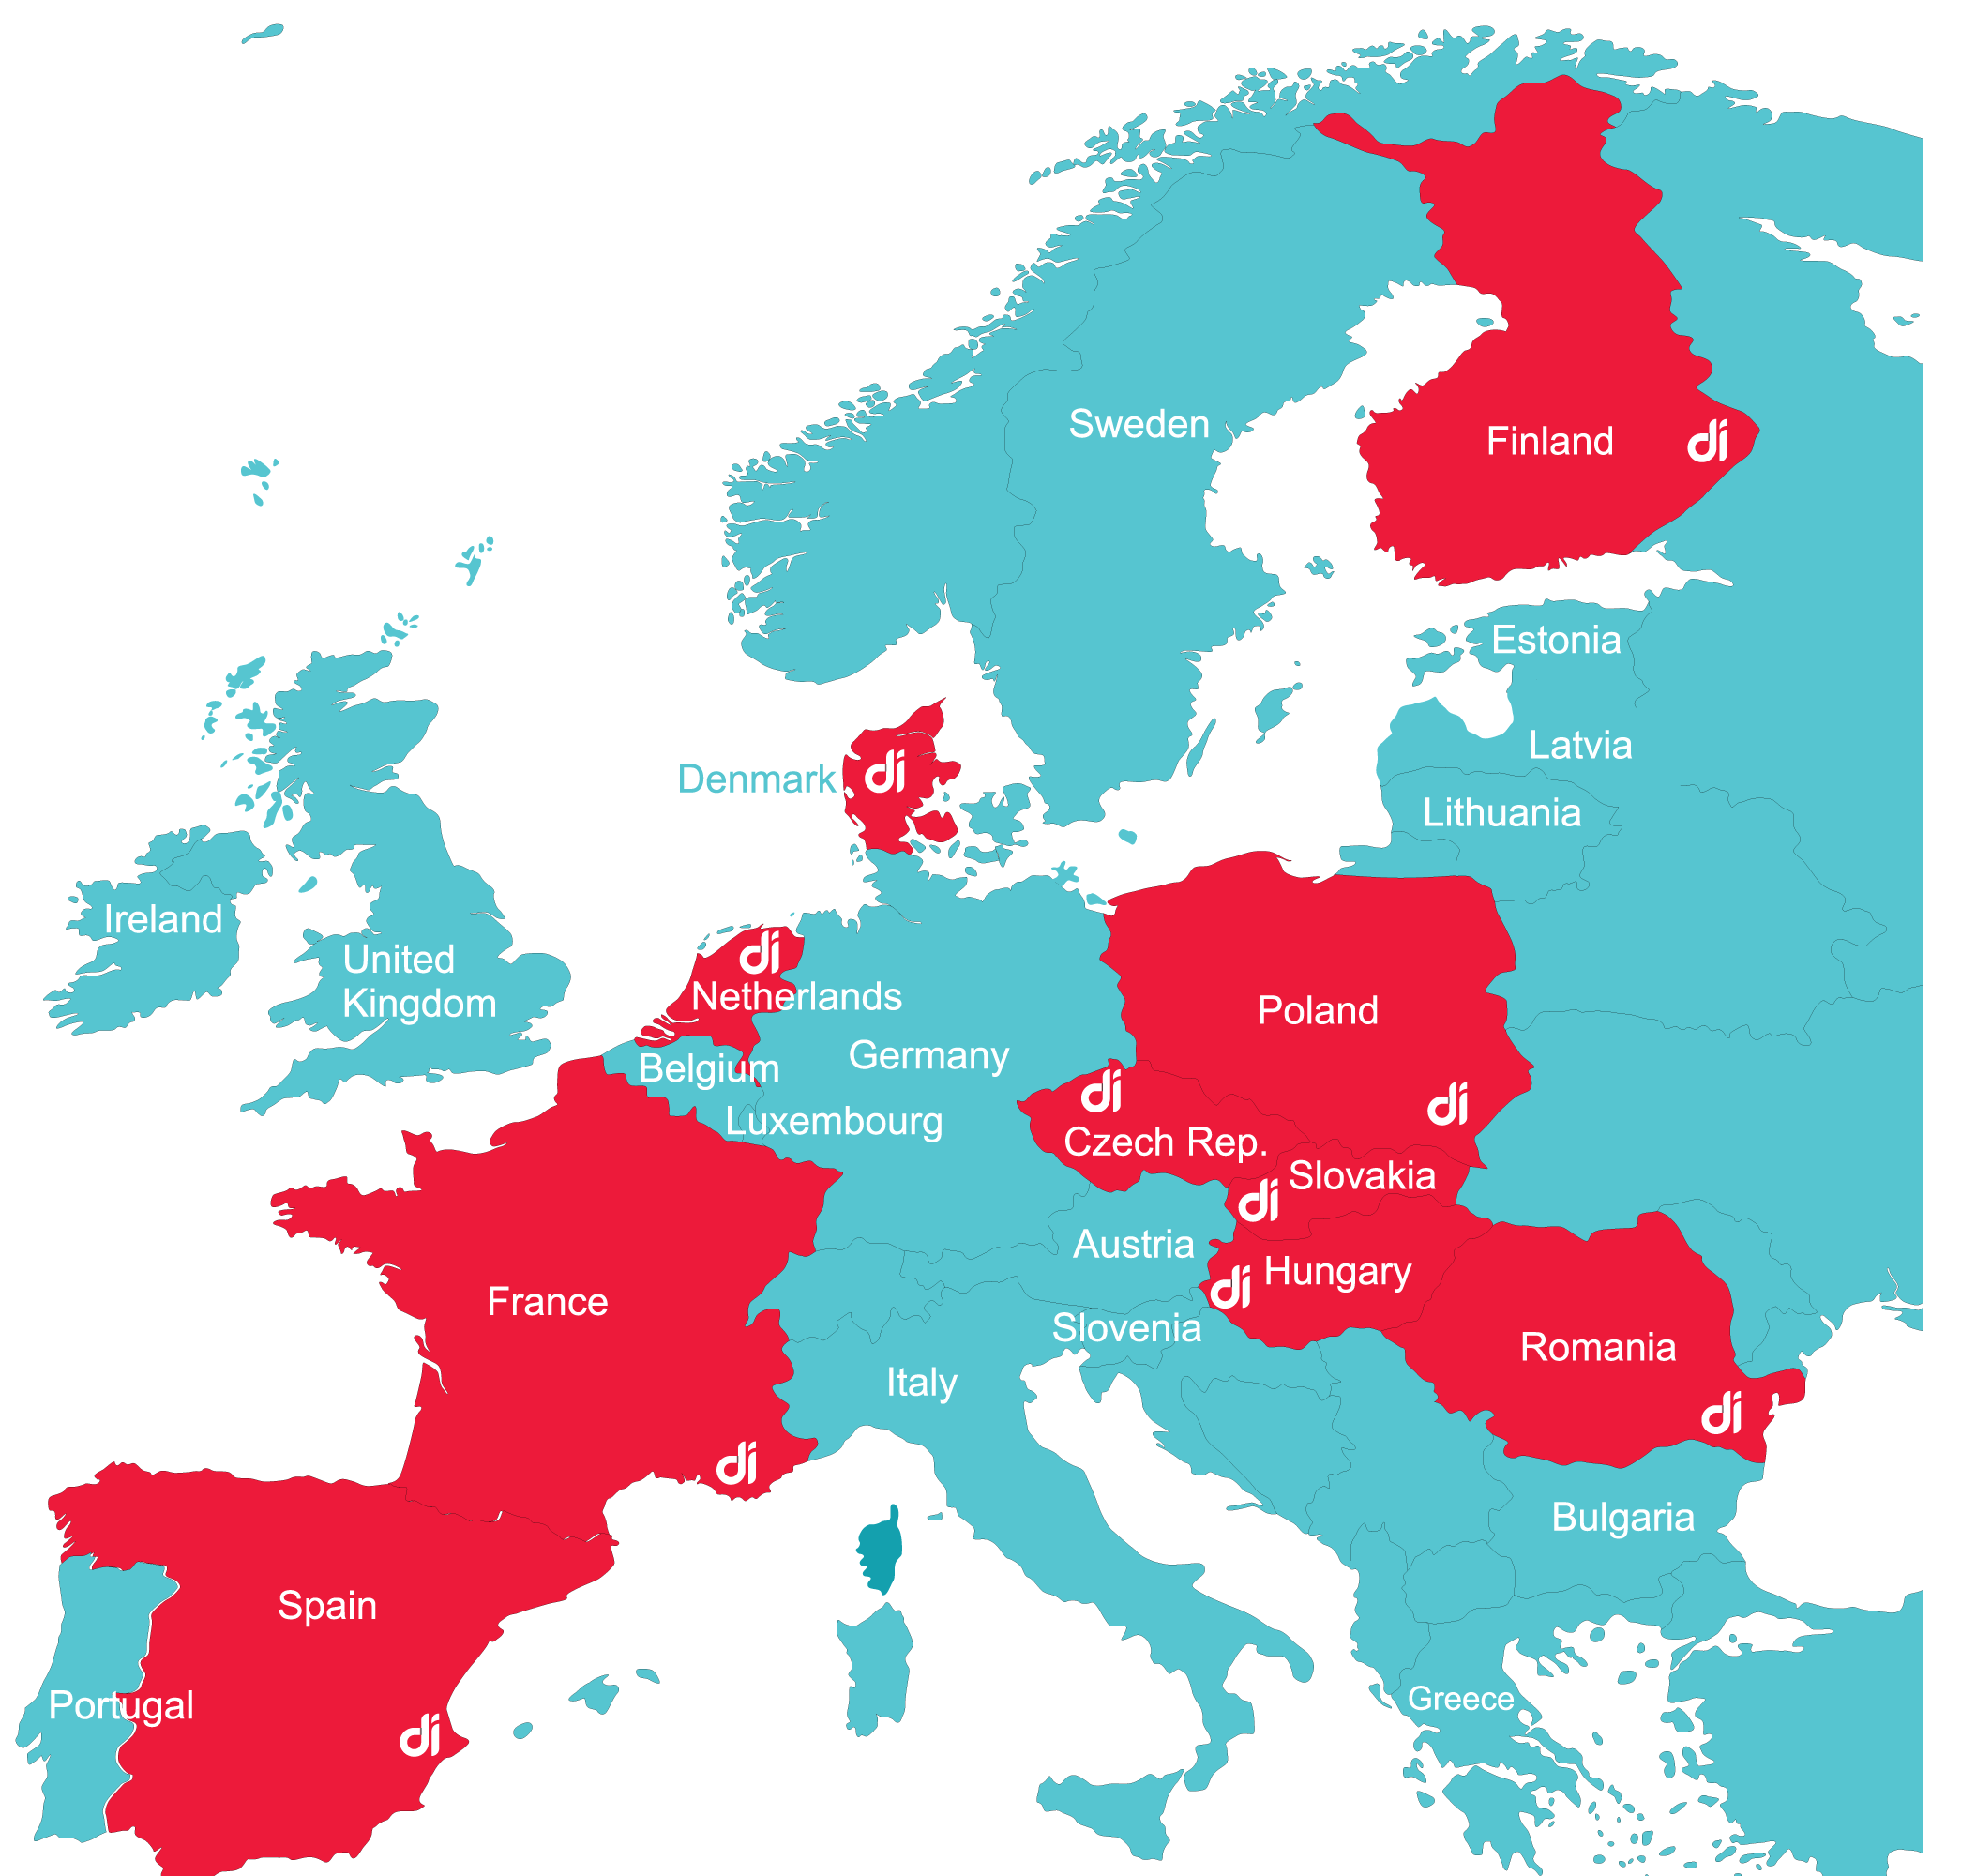 Sweden
Finland
di
Estonia
Latvia
Denmark
di
Lithuania
Ireland
United
Kingdom
di
Netherlands
Poland
Belgium
Germany
di
di
Luxembourg
Czech Rep.
Slovakia
di
Austria
Hungary
di
France
Slovenia
Romania
Italy
di
di
Bulgaria
Spain
Portugal
Greece
di